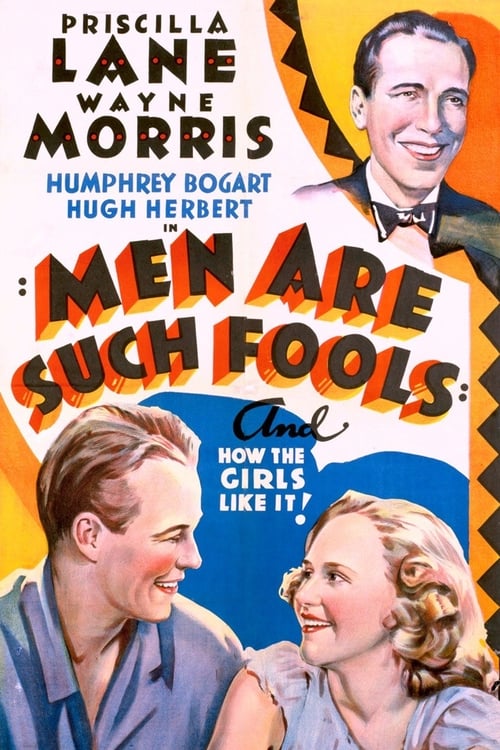 PRISCILLA
LANE
WAYNE
MORRIS
HUMPHREY BOGART
HUGH HERBERT
IN
:MEN ARE
SUCH FOOLS:
And
HOW THE
GIRLS
LIKE IT!